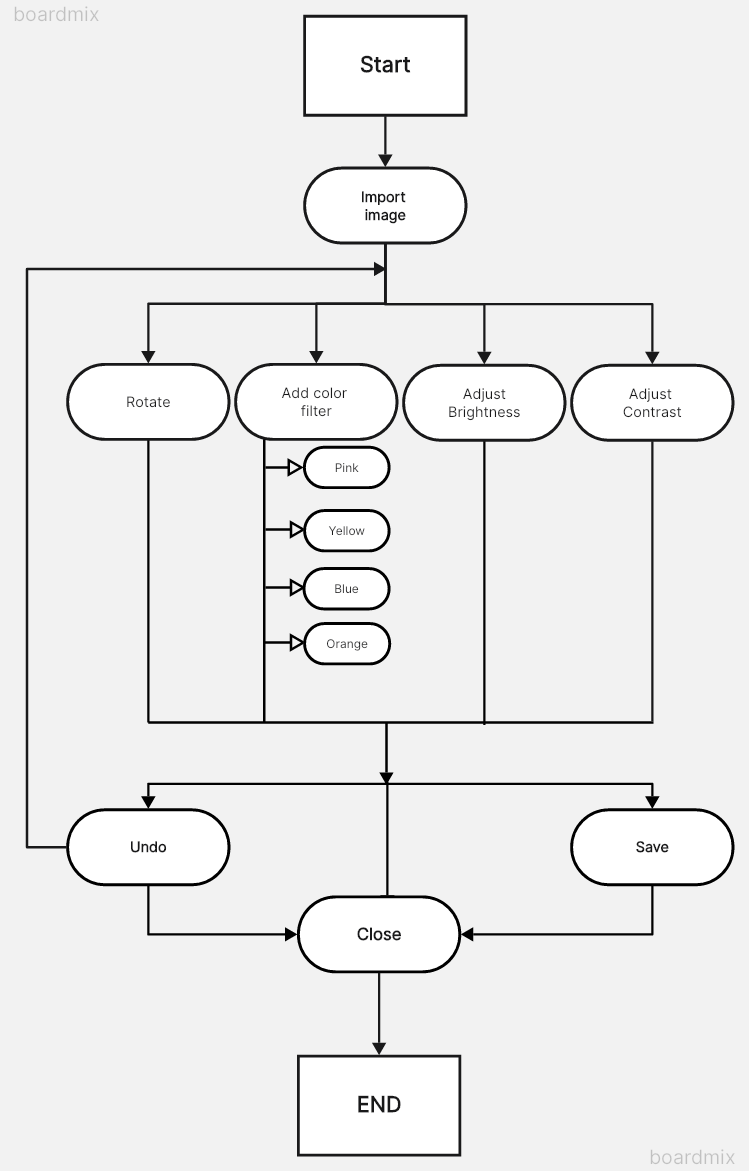 boardmix
Start
Import
image
Rotate
Add color
filter
Adjust
Brightness
Adjust
Contrast
Pink
Yellow
Blue
Orange
Undo
Save
Close
END
boardmix